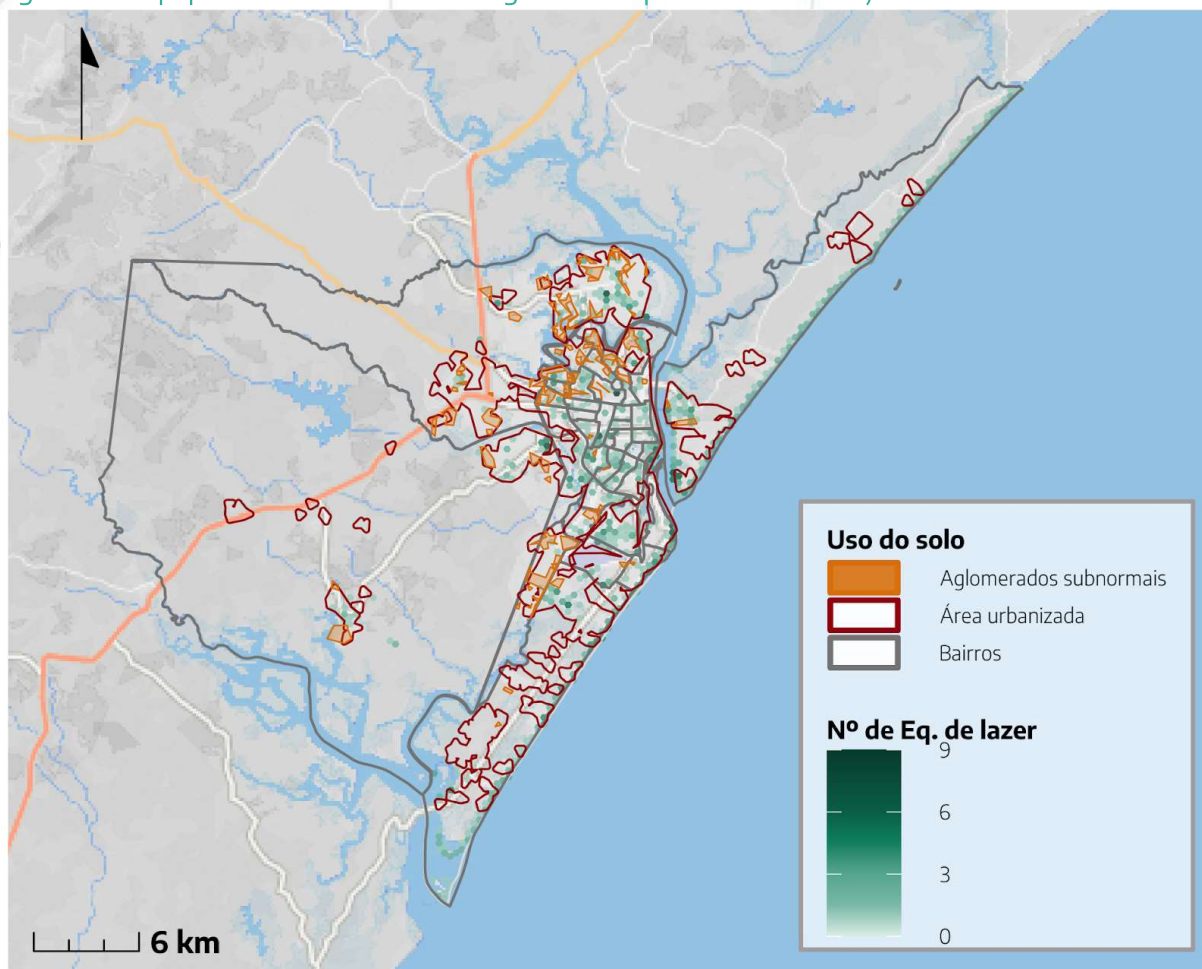 Uso do solo
Aglomerados subnormais
Área urbanizada
Bairros
Nº de Eq. de lazer
9
6
3
0
6 km